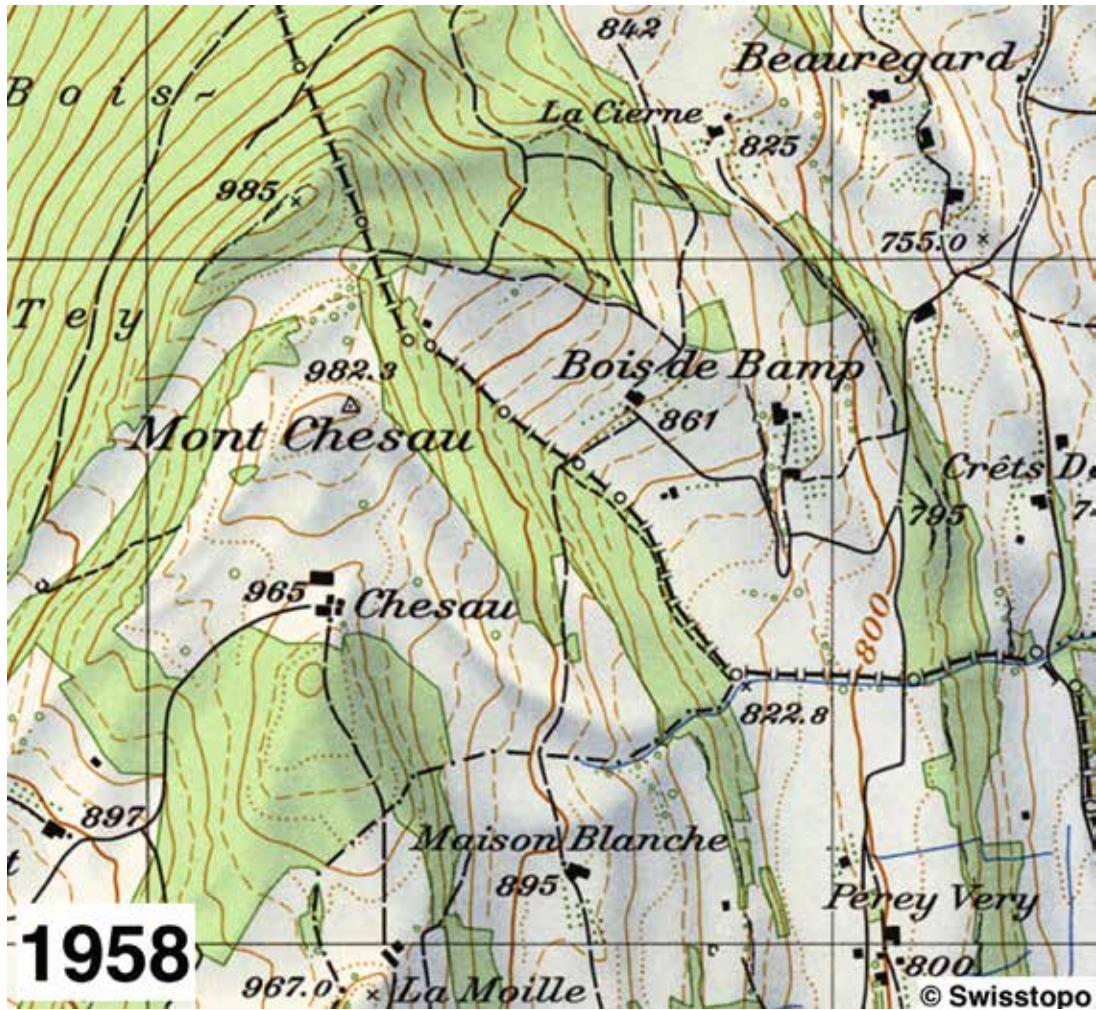 842
Beauregard
Bois-
La Cierne
825
985
755.0
Tey
982.3
Bois de Bamp
861
Mont Chesau
Crêts De
795
74
965
Chesau
800
822.8
897
Maison Blanche
t
895
Perey Very
1958
967.0
La Moille
800
© Swisstopo